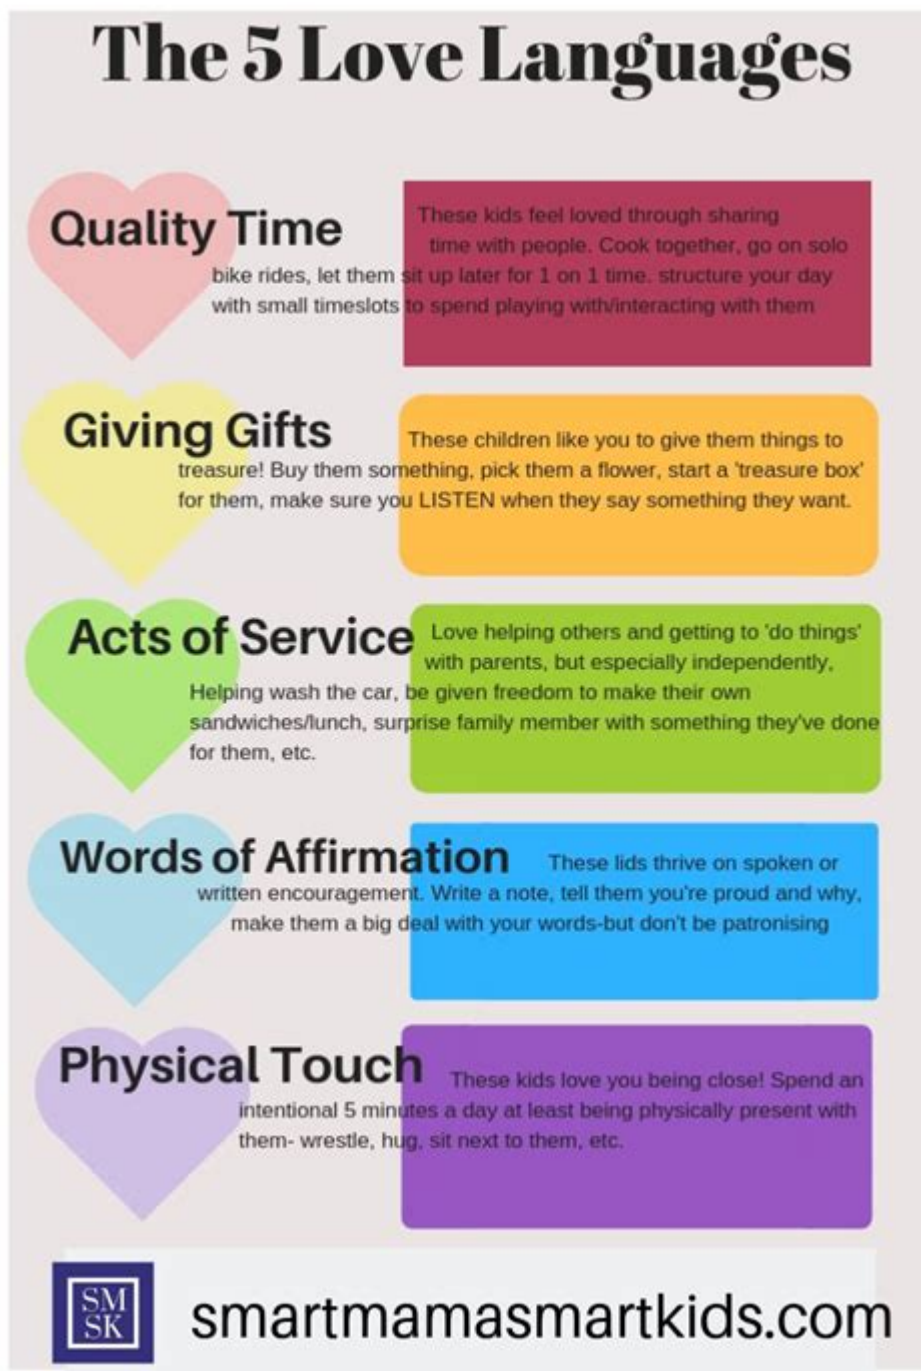 The 5 Love Languages
Quality Time
These kids feel loved through sharing
time with people. Cook together, go on solo
bike rides, let them sit up later for 1 on 1 time. structure your day
with small timeslots to spend playing with/interacting with them
Giving Gifts
These children like you to give them things to
treasure! Buy them something, pick them a flower, start a 'treasure box'
for them, make sure you LISTEN when they say something they want.
Acts of Service
Love helping others and getting to 'do things'
with parents, but especially independently,
Helping wash the car, be given freedom to make their own
sandwiches/lunch, surprise family member with something they've done
for them, etc.
Words of Affirmation
These lids thrive on spoken or
written encouragement. Write a note, tell them you're proud and why,
make them a big deal with your words-but don't be patronising
Physical Touch
These kids love you being close! Spend an
intentional 5 minutes a day at least being physically present with
them- wrestle, hug, sit next to them, etc.
SM
SK
smartmamasmartkids.com